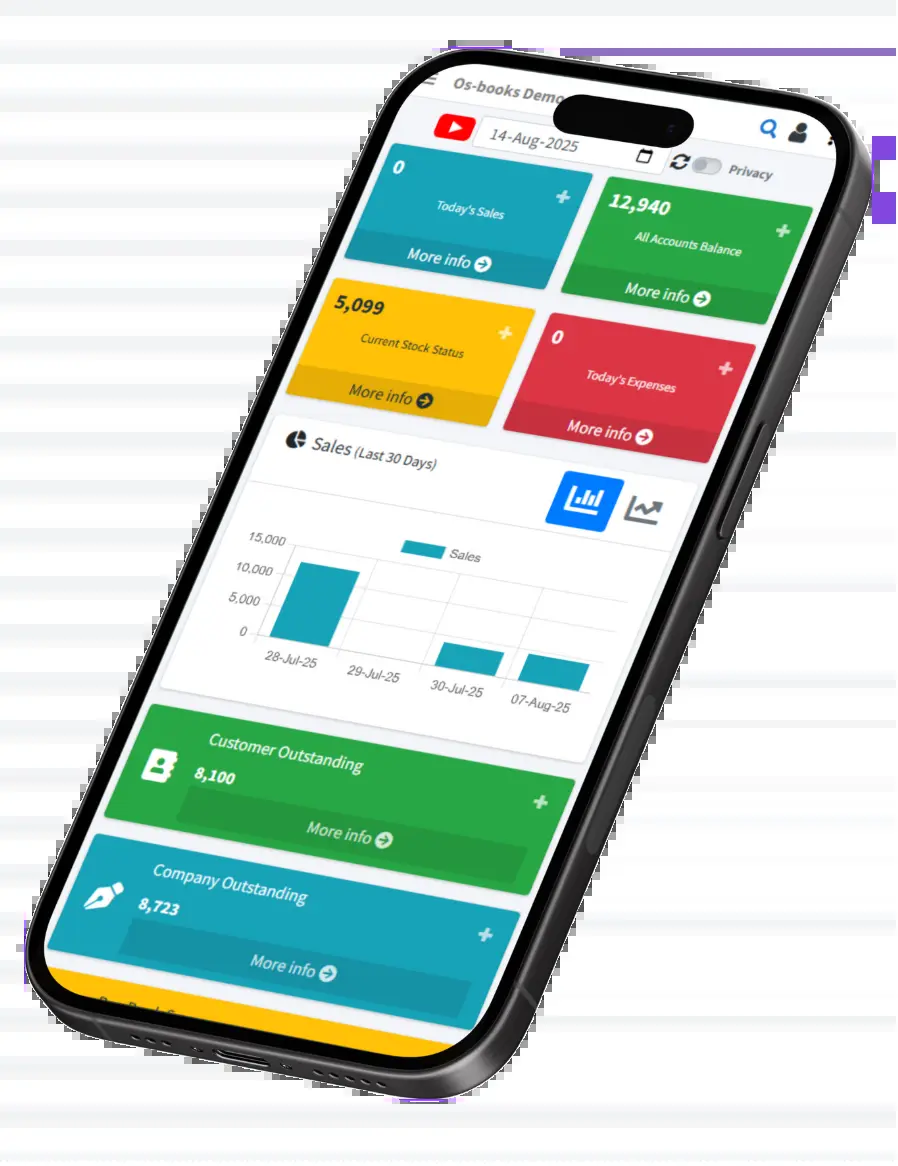 Os-books Demo
14-Aug-2025
Privacy
0
Today's Sales
More info
12,940
All Accounts Balance
More info
5,099
Current Stock Status
More info
0
Today's Expenses
More info
Sales (Last 30 Days)
Sales
15,000
10,000
5,000
0
28-Jul-25
29-Jul-25
30-Jul-25
07-Aug-25
Customer Outstanding
8,100
More info
Company Outstanding
8,723
More info